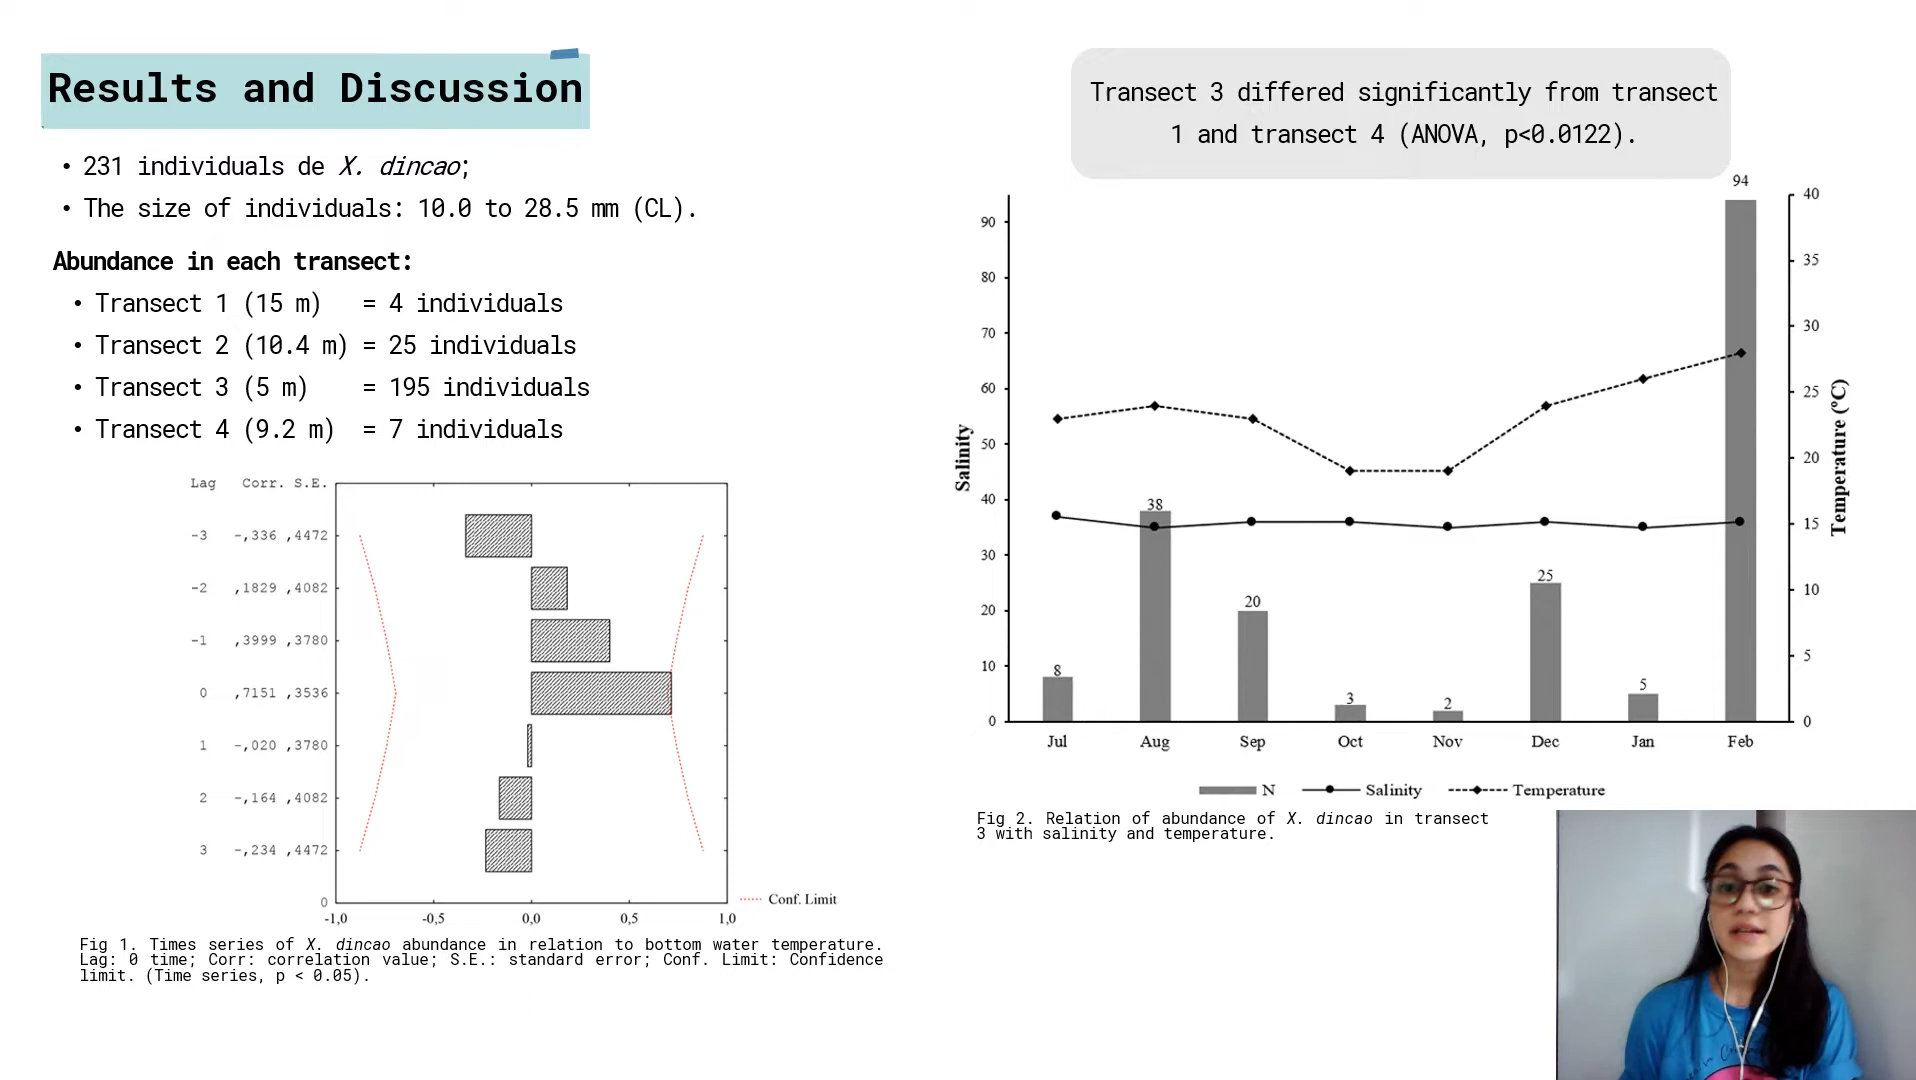 Results and Discussion
• 231 individuals de X. dincao;
• The size of individuals: 10.0 to 28.5 mm (CL).
Abundance in each transect:
• Transect 1 (15 m) = 4 individuals
• Transect 2 (10.4 m) = 25 individuals
• Transect 3 (5 m) = 195 individuals
• Transect 4 (9.2 m) = 7 individuals
Lag Corr. S.E.
-3 -,336 ,4472
-2 ,1829 ,4082
-1 ,3999 ,3780
0 ,7151 ,3536
1 -,020 ,3780
2 -,164 ,4082
3 -,234 ,4472
0
-1,0 -0,5 0,0 0,5 1,0
Conf. Limit
Fig 1. Times series of X. dincao abundance in relation to bottom water temperature.
Lag: 0 time; Corr: correlation value; S.E.: standard error; Conf. Limit: Confidence
limit. (Time series, p < 0.05).
Transect 3 differed significantly from transect
1 and transect 4 (ANOVA, p<0.0122).
Salinity
90
80
70
60
50
40
30
20
10
0
8
38
20
3
2
25
5
94
40
35
30
25
20
15
10
5
0
Temperature (ºC)
Jul Aug Sep Oct Nov Dec Jan Feb
N Salinity Temperature
Fig 2. Relation of abundance of X. dincao in transect
3 with salinity and temperature.